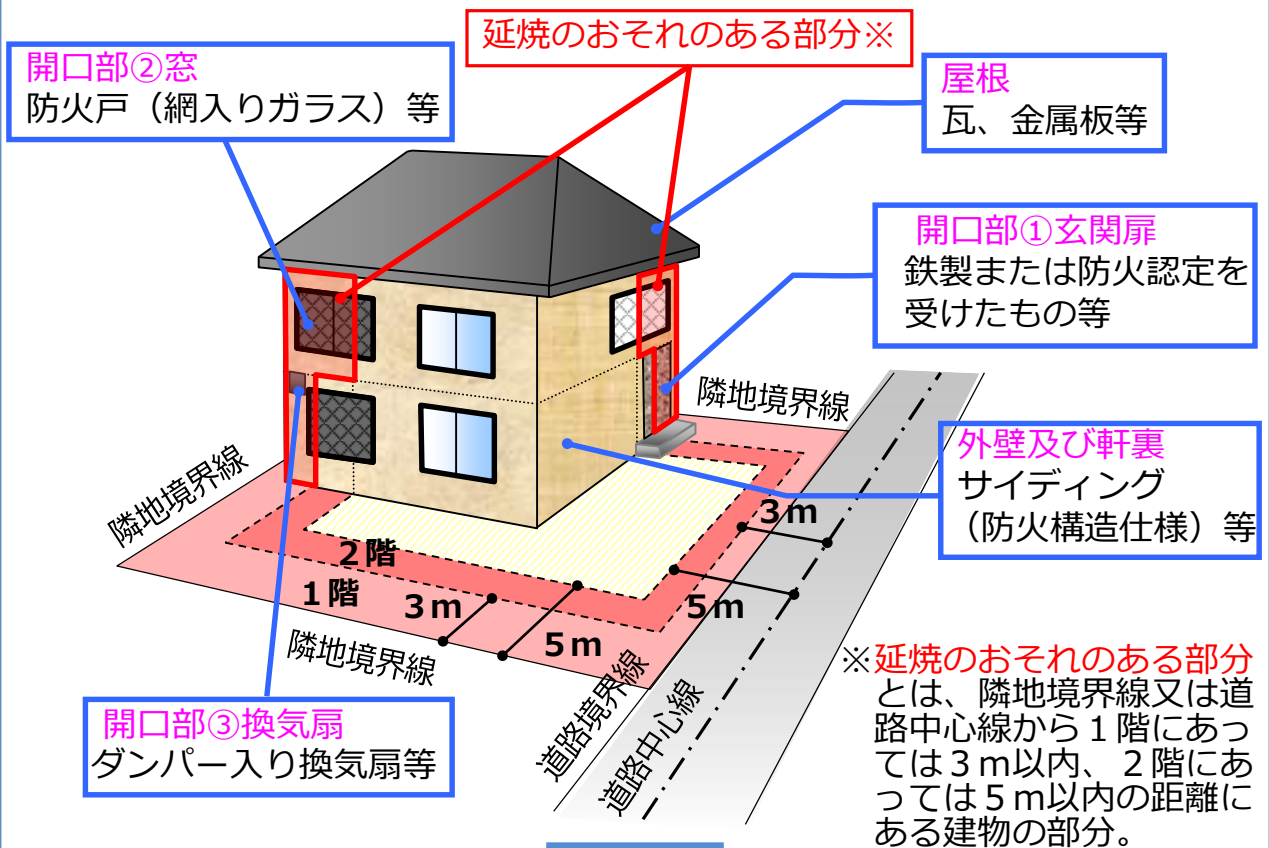 延焼のおそれのある部分※
開口部②窓
防火戸（網入りガラス）等
屋根
瓦、金属板等
開口部①玄関扉
鉄製または防火認定を
受けたもの等
隣地境界線
外壁及び軒裏
サイディング
（防火構造仕様）等
隣地境界線
3m
2階
1階
3m
5m
5m
隣地境界線
道路境界線
道路中心線
開口部③換気扇
ダンパー入り換気扇等
※延焼のおそれのある部分
とは、隣地境界線又は道
路中心線から１階にあっ
ては３ｍ以内、２階にあ
っては５ｍ以内の距離に
ある建物の部分。